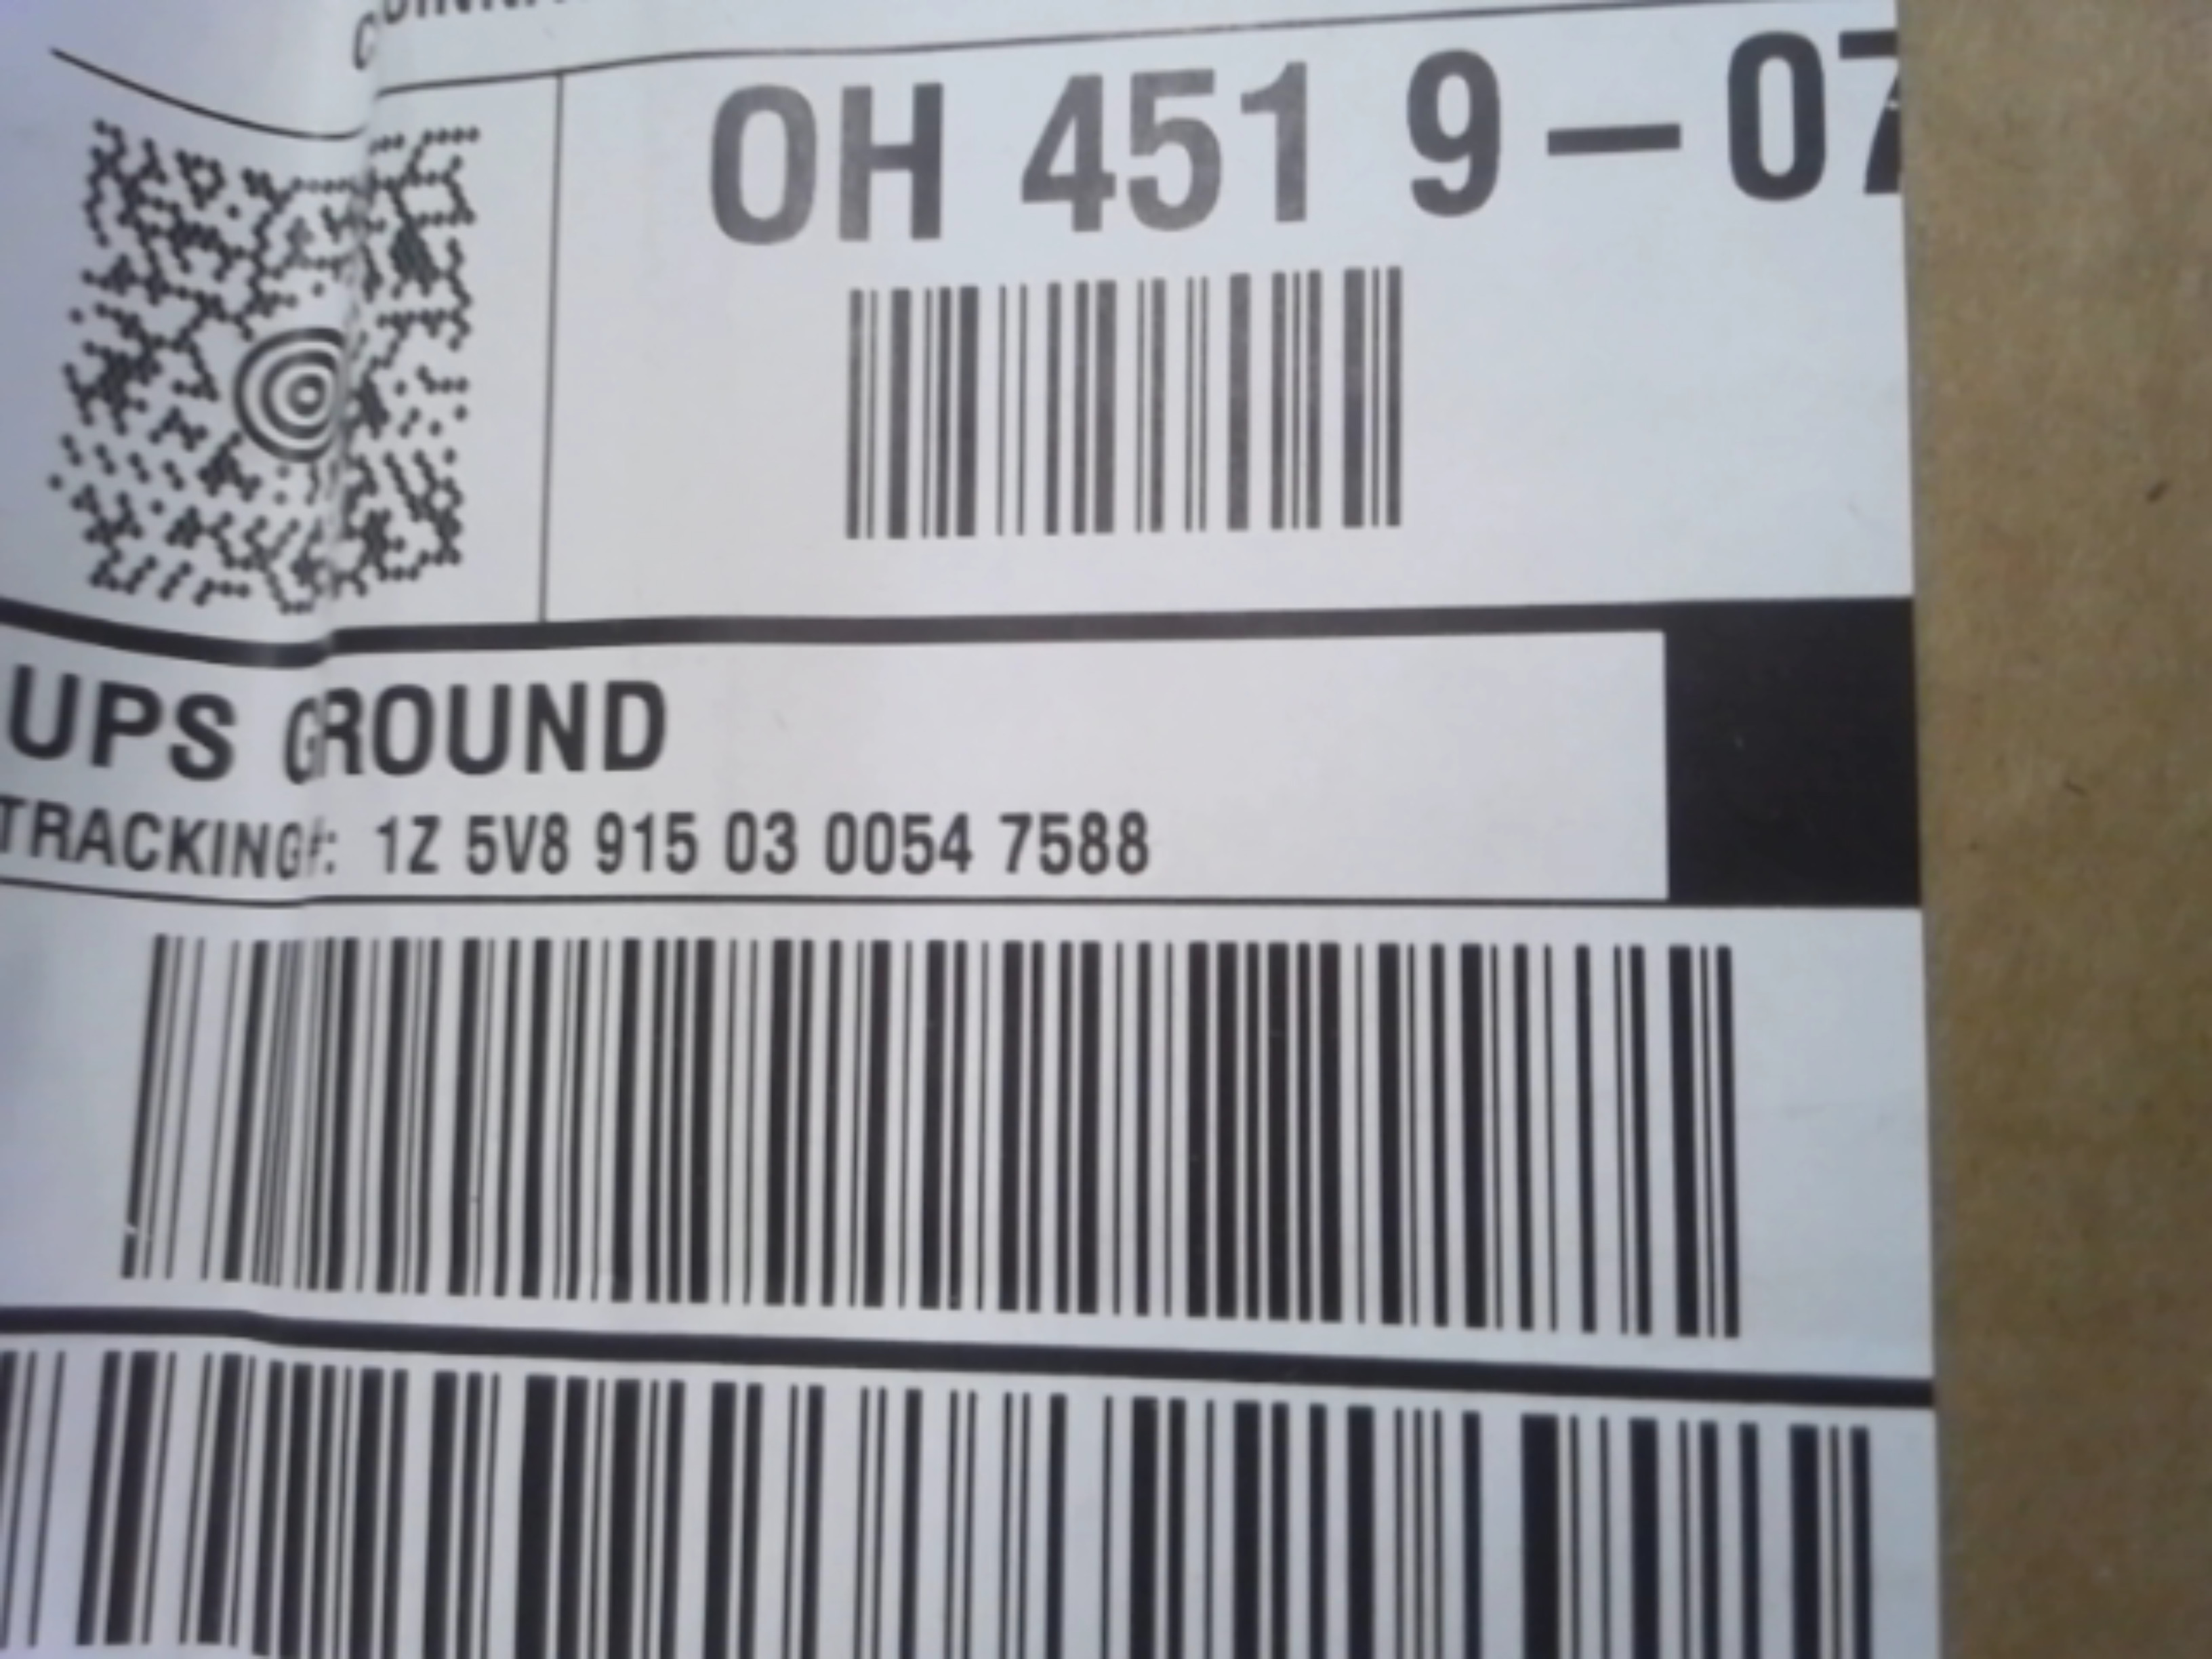 OH 451 9-07
UPS GROUND
TRACKING#: 1Z 5V8 915 03 0054 7588